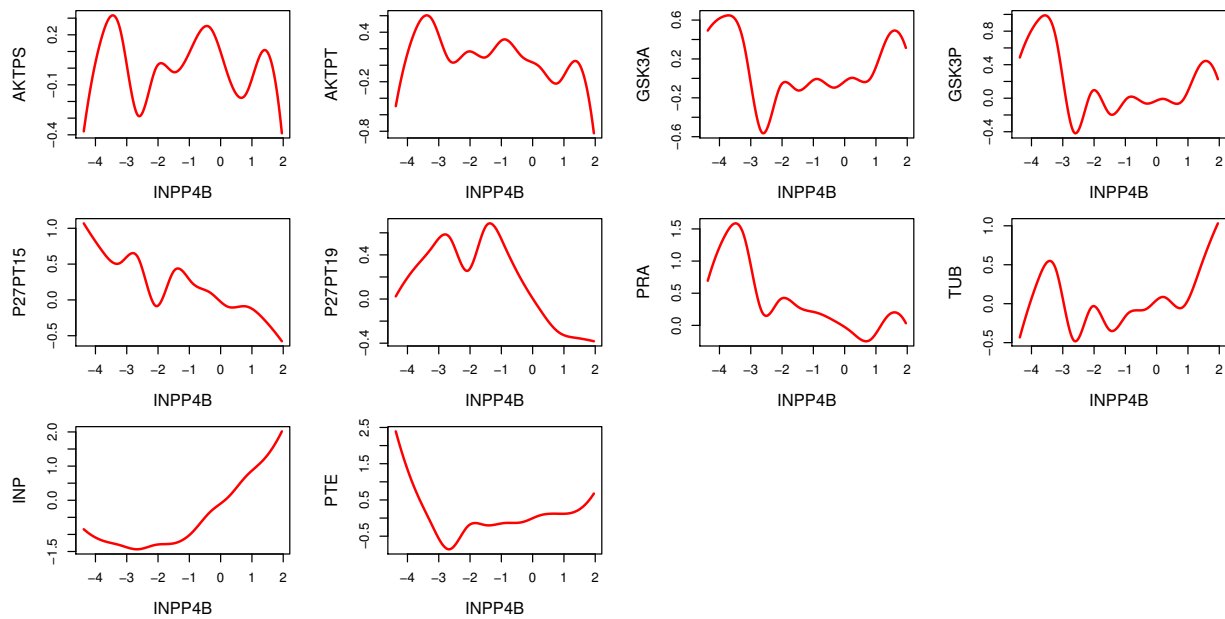 AKTPS
0.2
−0.1
−0.4
−4 −3 −2 −1 0 1 2
INPP4B
AKTPT
0.4
−0.2
−0.8
−4 −3 −2 −1 0 1 2
INPP4B
GSK3A
0.6
0.2
−0.2
−0.6
−4 −3 −2 −1 0 1 2
INPP4B
GSK3P
0.8
0.4
0.0
−0.4
−4 −3 −2 −1 0 1 2
INPP4B
P27PT15
1.0
0.5
0.0
−0.5
−4 −3 −2 −1 0 1 2
INPP4B
P27PT19
0.4
0.0
−0.4
−4 −3 −2 −1 0 1 2
INPP4B
PRA
1.5
1.0
0.5
0.0
−4 −3 −2 −1 0 1 2
INPP4B
TUB
1.0
0.5
0.0
−0.5
−4 −3 −2 −1 0 1 2
INPP4B
INP
2.0
1.0
0.0
−1.5
−4 −3 −2 −1 0 1 2
INPP4B
PTE
2.5
1.5
0.5
−0.5
−4 −3 −2 −1 0 1 2
INPP4B